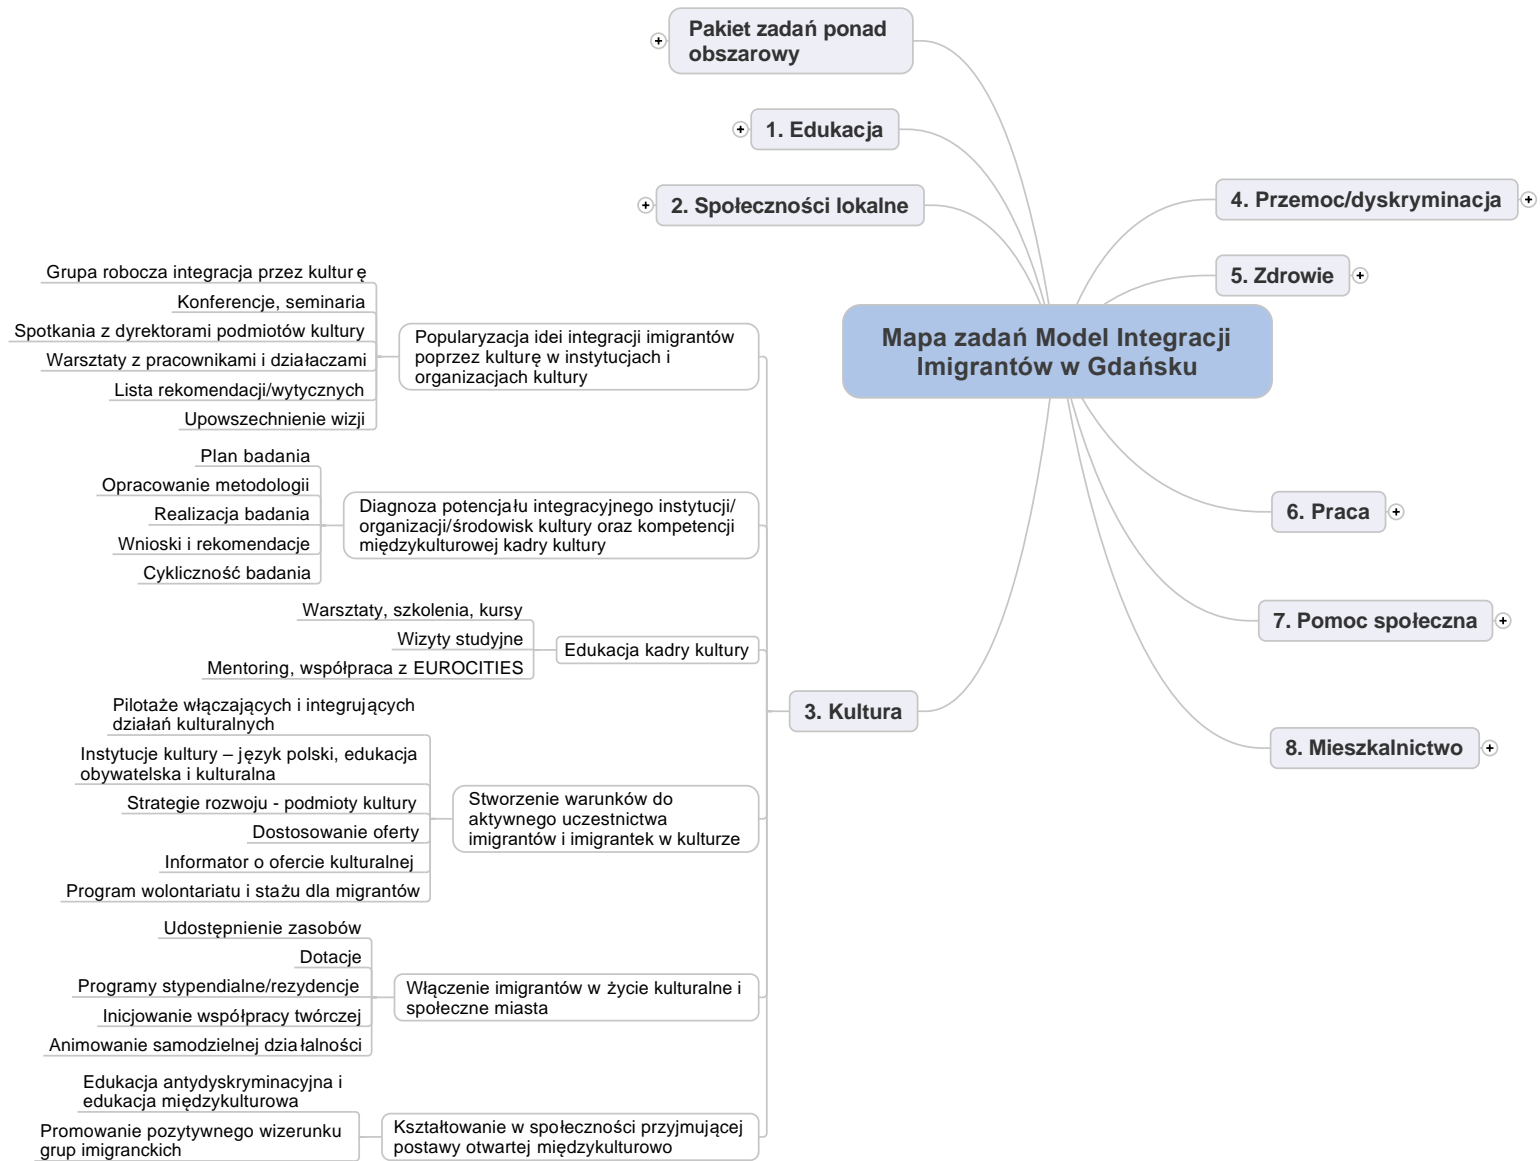 Pakiet zadań ponad
obszarowy
1. Edukacja
2. Społeczności lokalne
4. Przemoc/dyskryminacja
5. Zdrowie
Mapa zadań Model Integracji
Imigrantów w Gdańsku
6. Praca
7. Pomoc społeczna
8. Mieszkalnictwo
3. Kultura
Popularyzacja idei integracji imigrantów
poprzez kulturę w instytucjach i
organizacjach kultury
Grupa robocza integracja przez kulturę
Konferencje, seminaria
Spotkania z dyrektorami podmiotów kultury
Warsztaty z pracownikami i działaczami
Lista rekomendacji/wytycznych
Upowszechnienie wizji
Diagnoza potencjału integracyjnego instytucji/
organizacji/środowisk kultury oraz kompetencji
międzykulturowej kadry kultury
Plan badania
Opracowanie metodologii
Realizacja badania
Wnioski i rekomendacje
Cykliczność badania
Edukacja kadry kultury
Warsztaty, szkolenia, kursy
Wizyty studyjne
Mentoring, współpraca z EUROCITIES
Stworzenie warunków do
aktywnego uczestnictwa
imigrantów i imigrantek w kulturze
Pilotaże włączających i integrujących
działań kulturalnych
Instytucje kultury – język polski, edukacja
obywatelska i kulturalna
Strategie rozwoju - podmioty kultury
Dostosowanie oferty
Informator o ofercie kulturalnej
Program wolontariatu i stażu dla migrantów
Włączenie imigrantów w życie kulturalne i
społeczne miasta
Udostępnienie zasobów
Dotacje
Programy stypendialne/rezydencje
Inicjowanie współpracy twórczej
Animowanie samodzielnej działalności
Kształtowanie w społeczności przyjmującej
postawy otwartej międzykulturowo
Edukacja antydyskryminacyjna i
edukacja międzykulturowa
Promowanie pozytywnego wizerunku
grup imigranckich